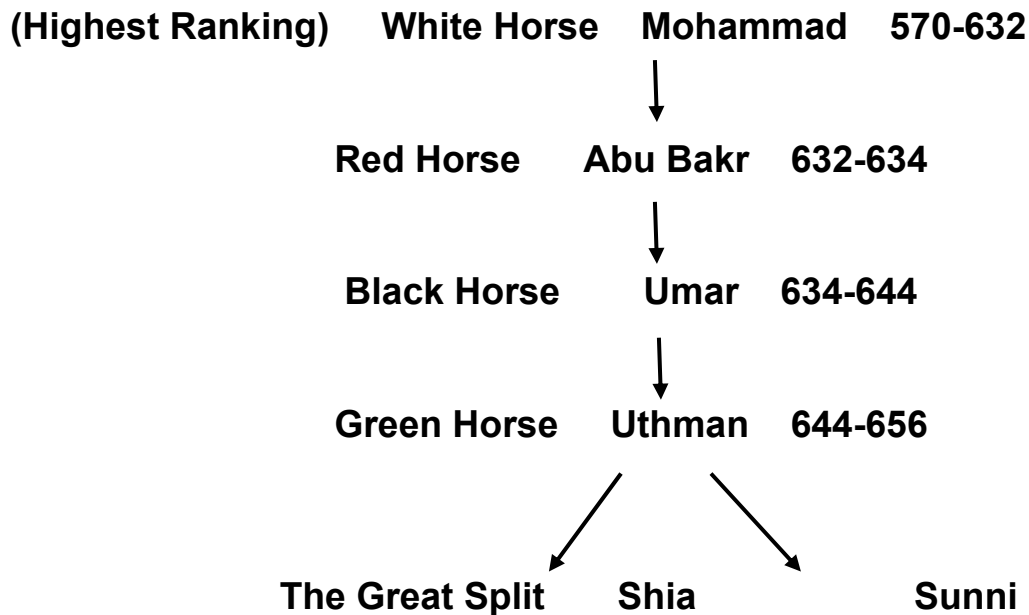 (Highest Ranking) White Horse Mohammad 570-632
Red Horse Abu Bakr 632-634
Black Horse Umar 634-644
Green Horse Uthman 644-656
The Great Split Shia Sunni